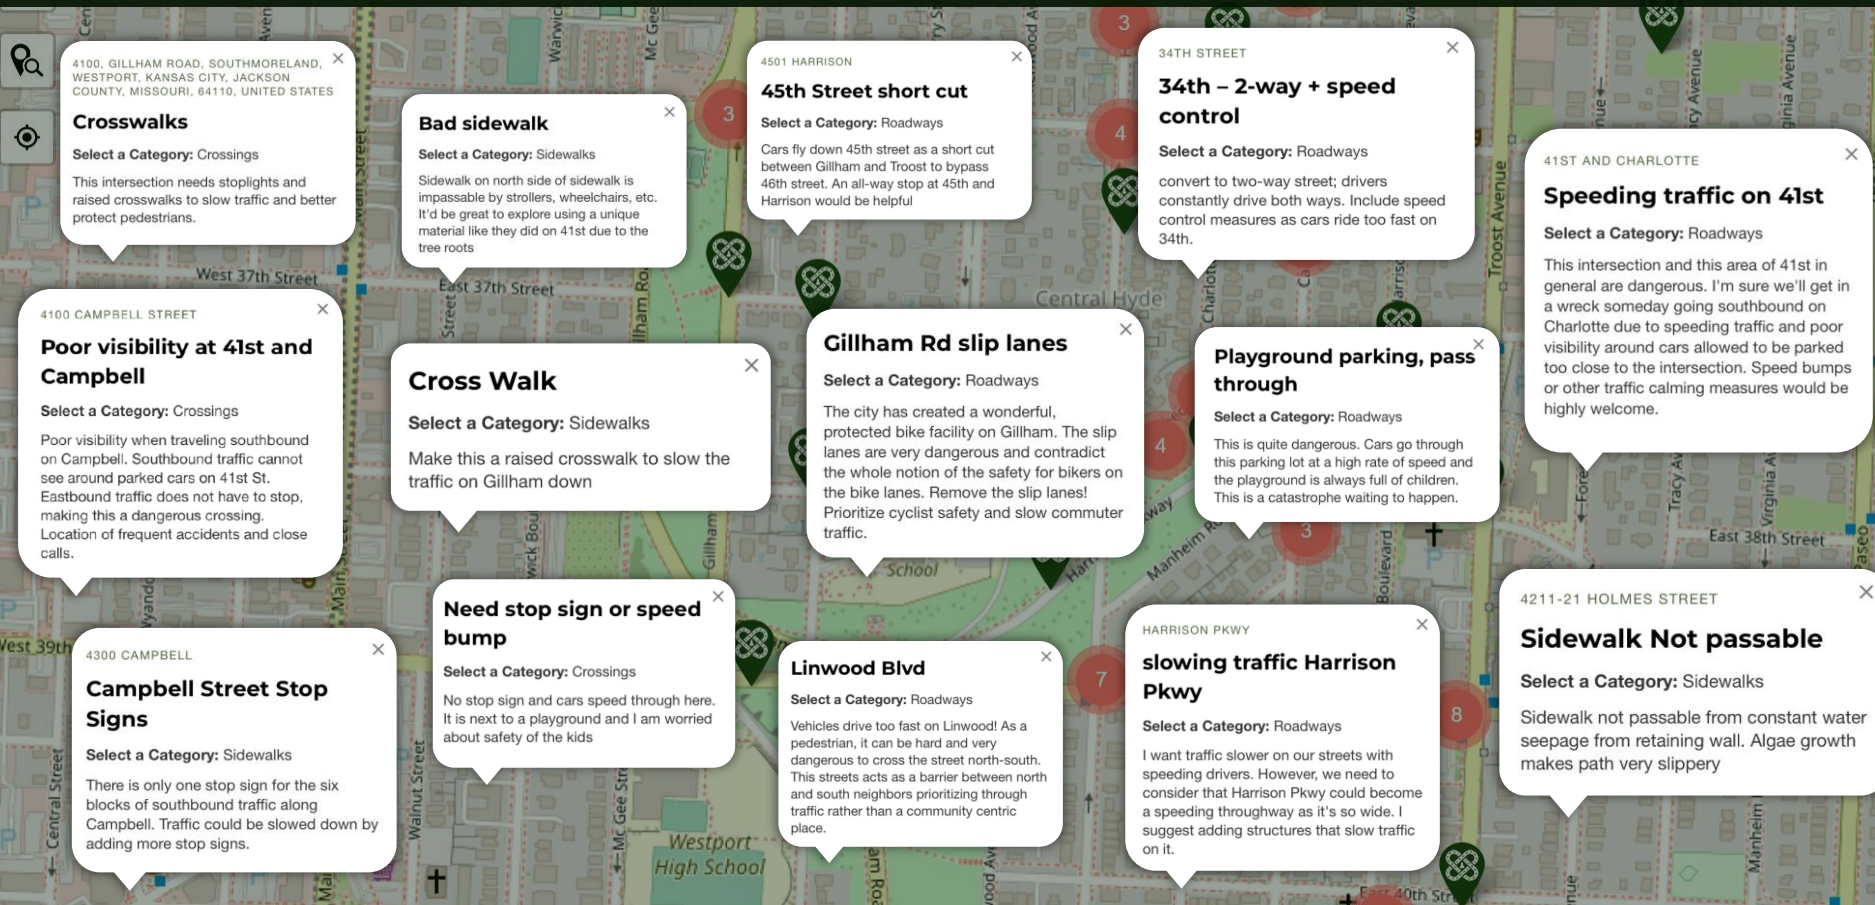 4100, GILLHAM ROAD, SOUTHMORELAND,
WESTPORT, KANSAS CITY, JACKSON
COUNTY, MISSOURI, 64110, UNITED STATES
Crosswalks
Select a Category: Crossings
This intersection needs stoplights and
raised crosswalks to slow traffic and better
protect pedestrians.
Bad sidewalk
Select a Category: Sidewalks
Sidewalk on north side of sidewalk is
impassable by strollers, wheelchairs, etc.
It'd be great to explore using a unique
material like they did on 41st due to the
tree roots
4501 HARRISON
45th Street short cut
Select a Category: Roadways
Cars fly down 45th street as a short cut
between Gillham and Troost to bypass
46th street. An all-way stop at 45th and
Harrison would be helpful
34TH STREET
34th – 2-way + speed
control
Select a Category: Roadways
convert to two-way street; drivers
constantly drive both ways. Include speed
control measures as cars ride too fast on
34th.
41ST AND CHARLOTTE
Speeding traffic on 41st
Select a Category: Roadways
This intersection and this area of 41st in
general are dangerous. I'm sure we'll get in
a wreck someday going southbound on
Charlotte due to speeding traffic and poor
visibility around cars allowed to be parked
too close to the intersection. Speed bumps
or other traffic calming measures would be
highly welcome.
4100 CAMPBELL STREET
Poor visibility at 41st and
Campbell
Select a Category: Crossings
Poor visibility when traveling southbound
on Campbell. Southbound traffic cannot
see around parked cars on 41st St.
Eastbound traffic does not have to stop,
making this a dangerous crossing.
Location of frequent accidents and close
calls.
Cross Walk
Select a Category: Sidewalks
Make this a raised crosswalk to slow the
traffic on Gillham down
Gillham Rd slip lanes
Select a Category: Roadways
The city has created a wonderful,
protected bike facility on Gillham. The slip
lanes are very dangerous and contradict
the whole notion of the safety for bikers on
the bike lanes. Remove the slip lanes!
Prioritize cyclist safety and slow commuter
traffic.
Playground parking, pass
through
Select a Category: Roadways
This is quite dangerous. Cars go through
this parking lot at a high rate of speed and
the playground is always full of children.
This is a catastrophe waiting to happen.
4300 CAMPBELL
Campbell Street Stop
Signs
Select a Category: Sidewalks
There is only one stop sign for the six
blocks of southbound traffic along
Campbell. Traffic could be slowed down by
adding more stop signs.
Need stop sign or speed
bump
Select a Category: Crossings
No stop sign and cars speed through here.
It is next to a playground and I am worried
about safety of the kids
Linwood Blvd
Select a Category: Roadways
Vehicles drive too fast on Linwood! As a
pedestrian, it can be hard and very
dangerous to cross the street north-south.
This streets acts as a barrier between north
and south neighbors prioritizing through
traffic rather than a community centric
place.
HARRISON PKWY
slowing traffic Harrison
Pkwy
Select a Category: Roadways
I want traffic slower on our streets with
speeding drivers. However, we need to
consider that Harrison Pkwy could become
a speeding throughway as it's so wide. I
suggest adding structures that slow traffic
on it.
4211-21 HOLMES STREET
Sidewalk Not passable
Select a Category: Sidewalks
Sidewalk not passable from constant water
seepage from retaining wall. Algae growth
makes path very slippery
West 37th Street
East 37th Street
Central Hyde
Troost Avenue
East 38th Street
School
Manheim R
Boulevard
Westport
High School
Walnut Street
Central Street
Mc Gee Str
Gillham
East 40th Str
Virginia A
Tracy Av
Main Street
Manheim
3
3
4
4
3
7
8